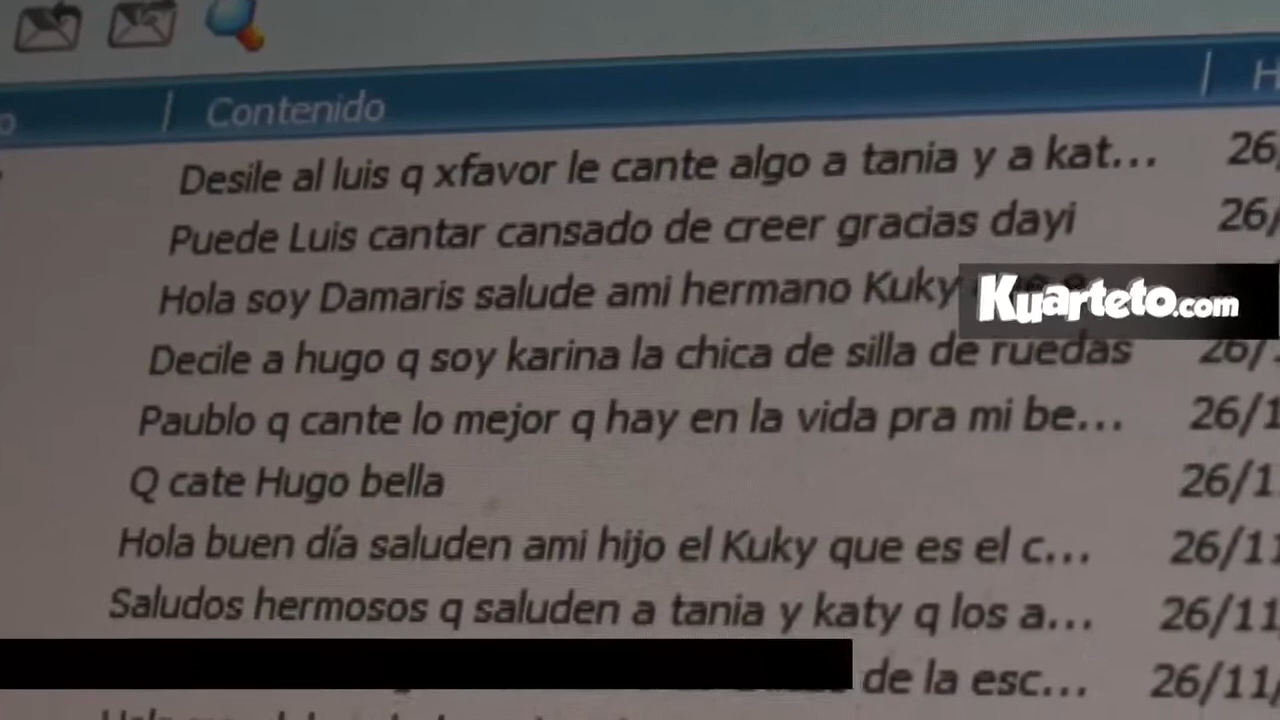 Contenido
Desile al luis q xfavor le cante algo a tania y a kat... 26
Puede Luis cantar cansado de creer gracias dayi 26/
Hola soy Damaris salude ami hermano Kuky
Kuarteto.com
Decile a hugo q soy karina la chica de silla de ruedas 26/
Paublo q cante lo mejor q hay en la vida pra mi be... 26/1
Q cate Hugo bella 26/1
Hola buen día saluden ami hijo el Kuky que es el c... 26/11
Saludos hermosos q saluden a tania y katy q los a... 26/11
de la esc... 26/11/